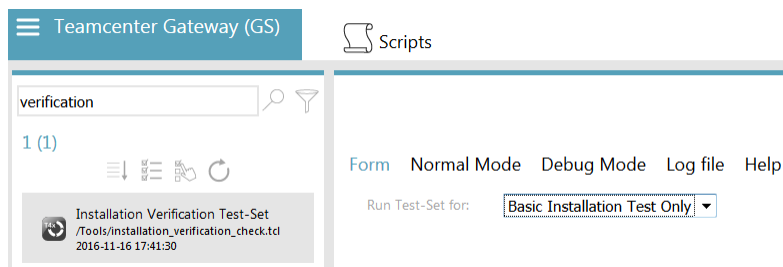 Teamcenter Gateway (GS)
Scripts
verification
1 (1)
Installation Verification Test-Set
/Tools/installation_verification_check.tcl
2016-11-16 17:41:30
Form Normal Mode Debug Mode Log file Help
Run Test-Set for: Basic Installation Test Only